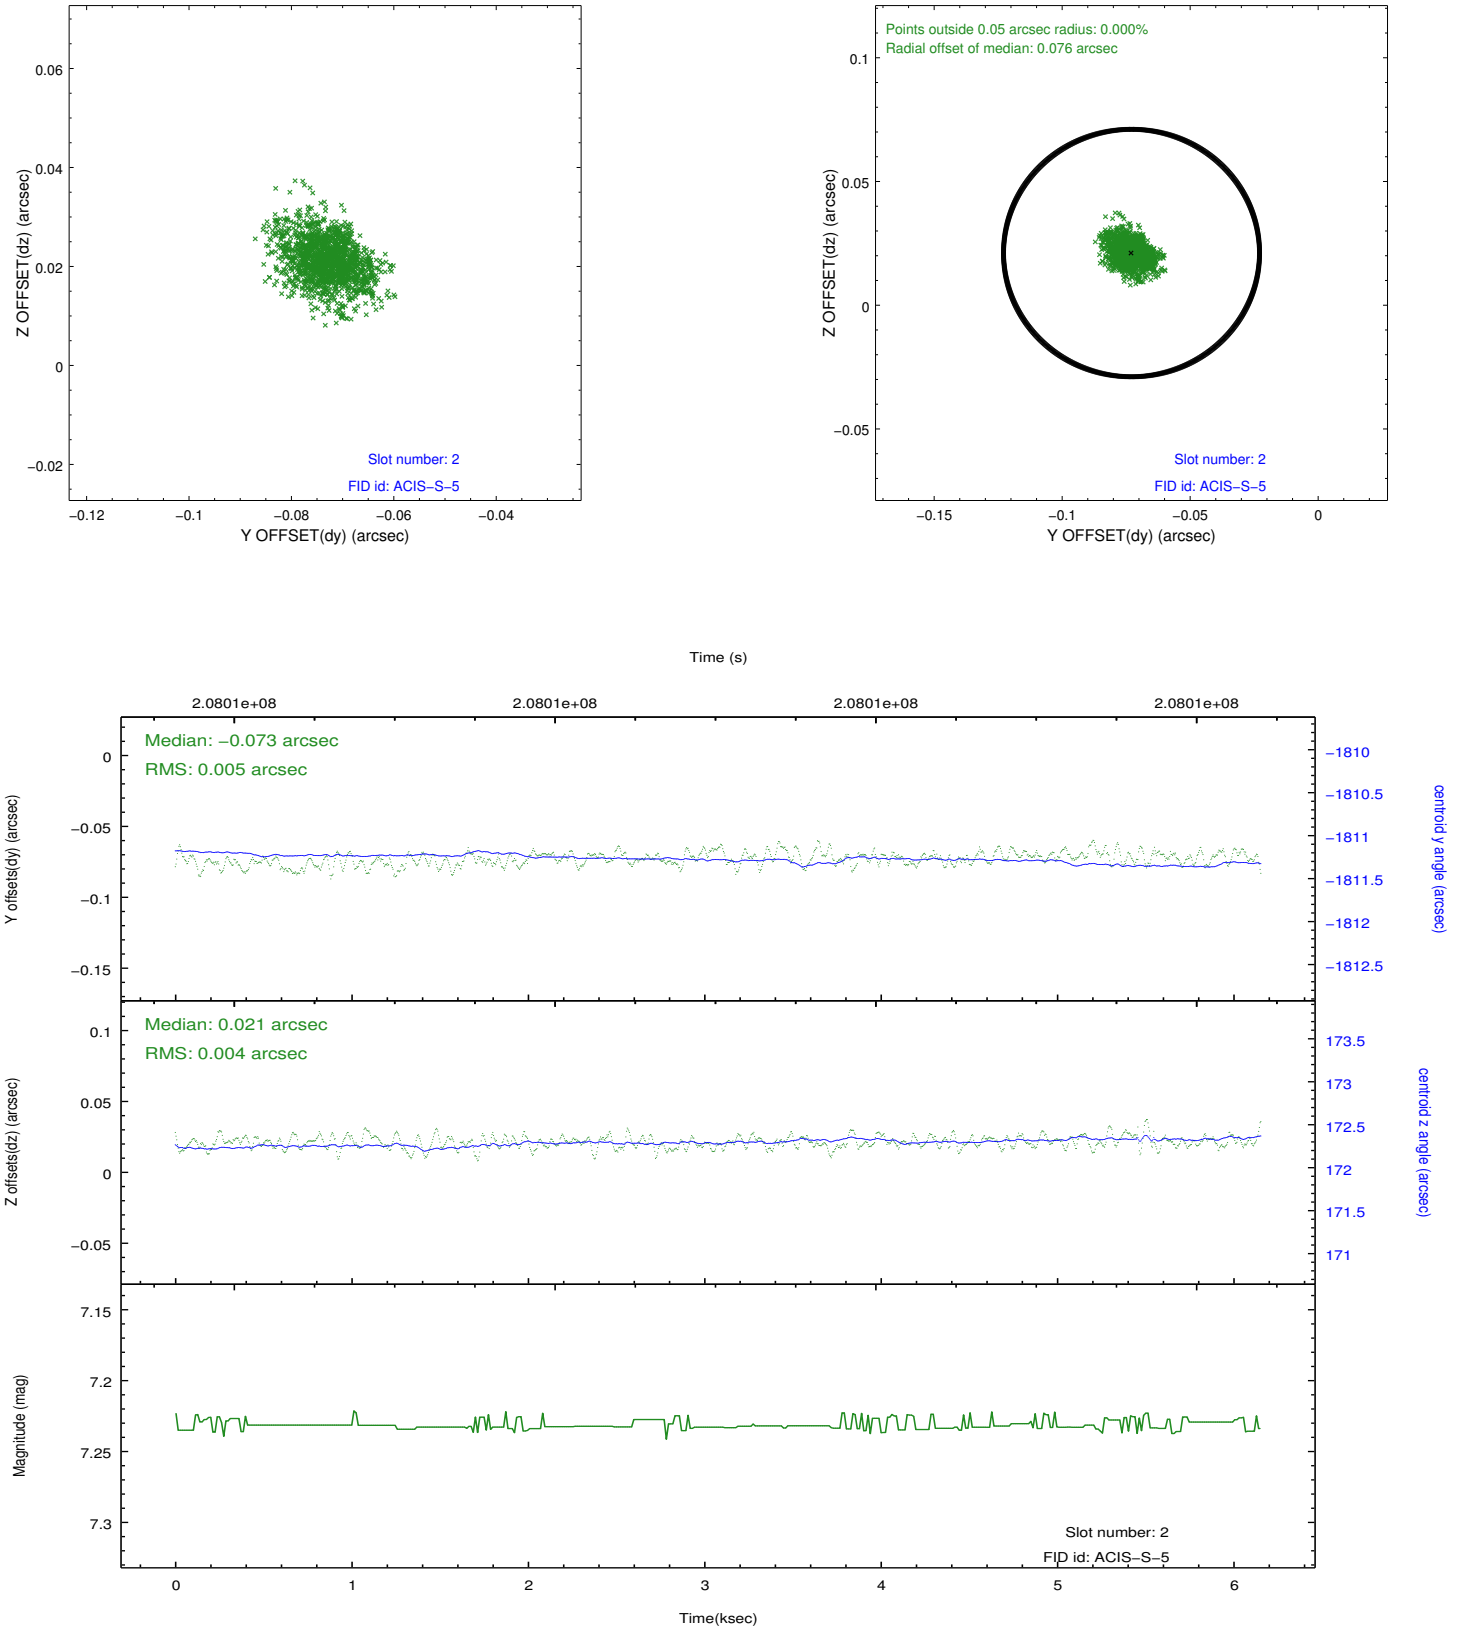 0.06
0.04
0.02
0
−0.02
Z OFFSET(dz) (arcsec)
Slot number: 2
FID id: ACIS−S−5
−0.12 −0.1 −0.08 −0.06 −0.04
Y OFFSET(dy) (arcsec)
Points outside 0.05 arcsec radius: 0.000%
Radial offset of median: 0.076 arcsec
0.1
0.05
0
−0.05
Z OFFSET(dz) (arcsec)
Slot number: 2
FID id: ACIS−S−5
−0.15 −0.1 −0.05 0
Y OFFSET(dy) (arcsec)
Time (s)
2.0801e+08 2.0801e+08 2.0801e+08 2.0801e+08
Median: −0.073 arcsec
RMS: 0.005 arcsec
0
−0.05
−0.1
−0.15
Y offsets(dy) (arcsec)
−1810
−1810.5
−1811
−1811.5
−1812
−1812.5
centroid y angle (arcsec)
Median: 0.021 arcsec
RMS: 0.004 arcsec
0.1
0.05
0
−0.05
Z offsets(dz) (arcsec)
173.5
173
172.5
172
171.5
171
centroid z angle (arcsec)
7.15
7.2
7.25
7.3
Magnitude (mag)
Slot number: 2
FID id: ACIS−S−5
0 1 2 3 4 5 6
Time(ksec)